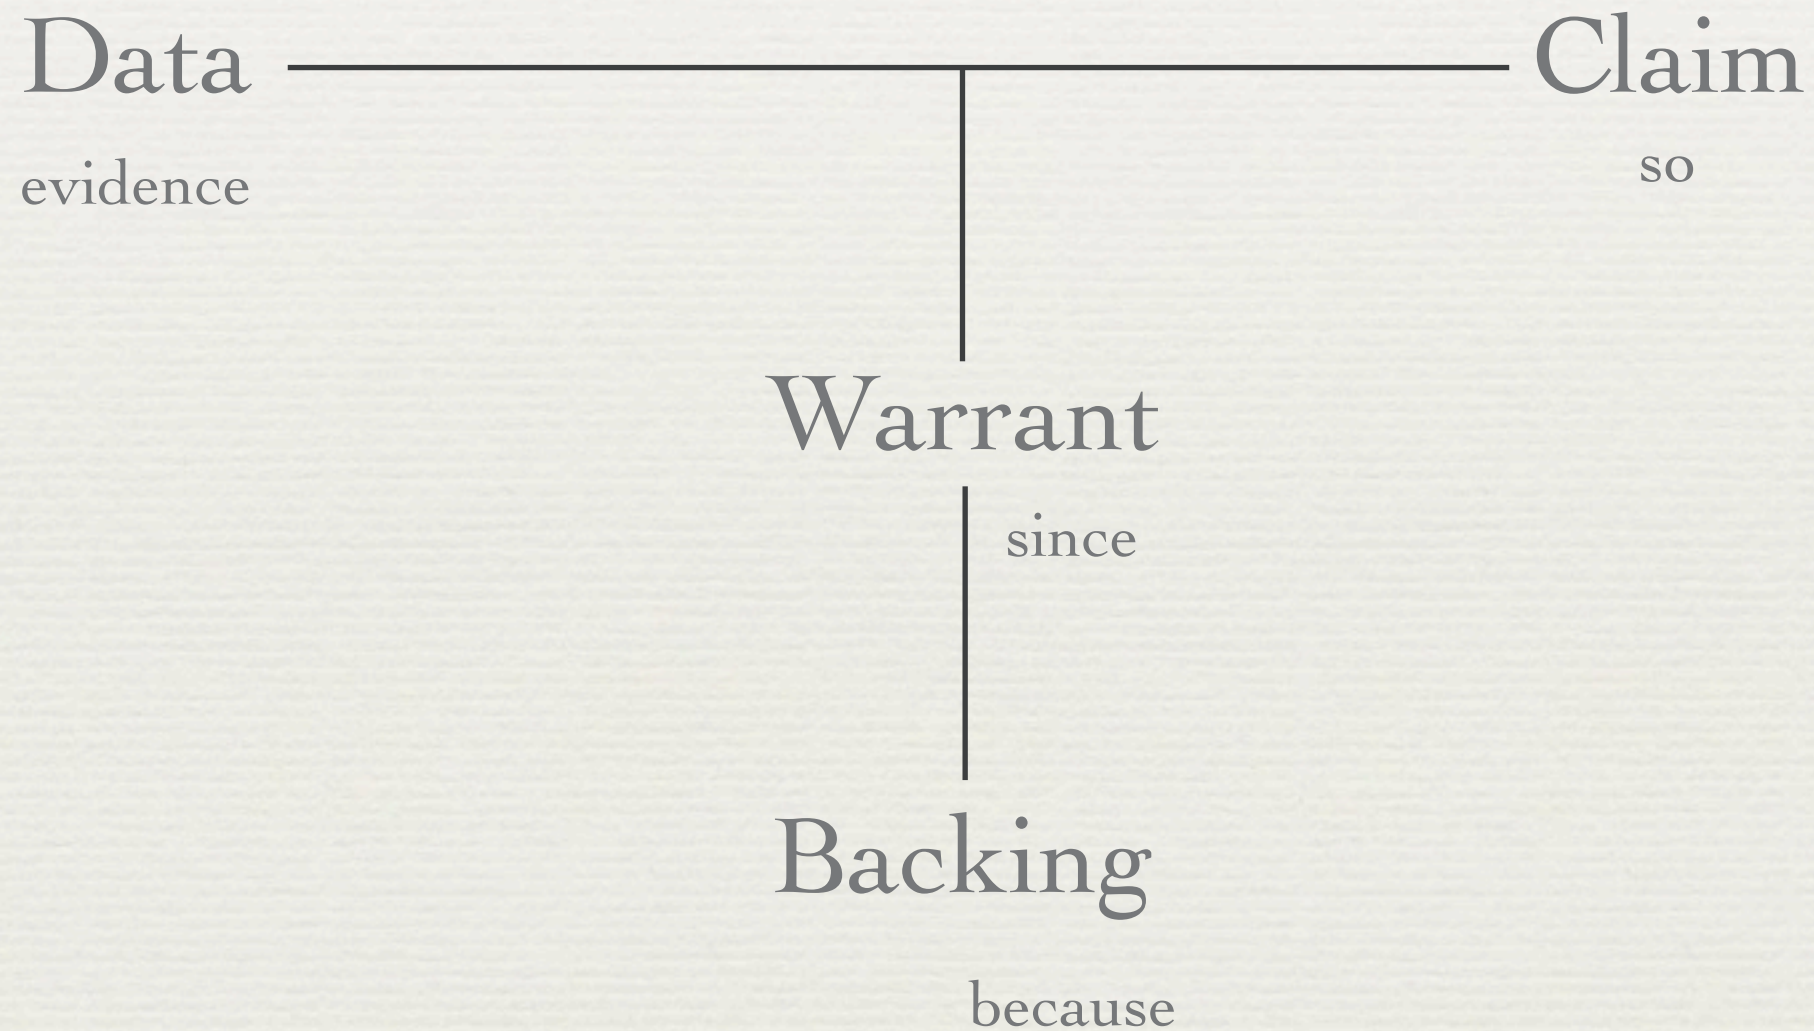 Data
Claim
evidence
so
Warrant
since
Backing
because